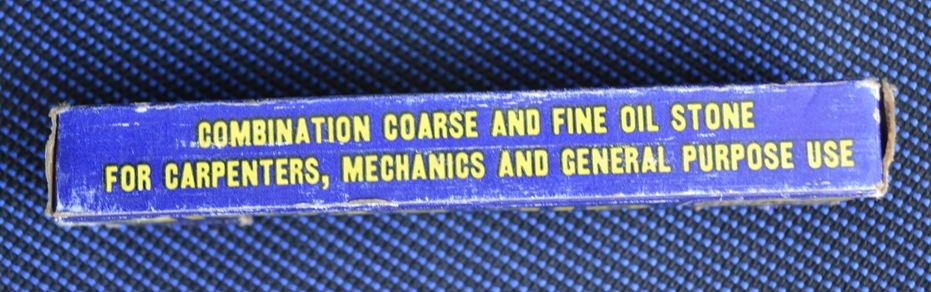 COMBINATION COARSE AND FINE OIL STONE
FOR CARPENTERS, MECHANICS AND GENERAL PURPOSE USE